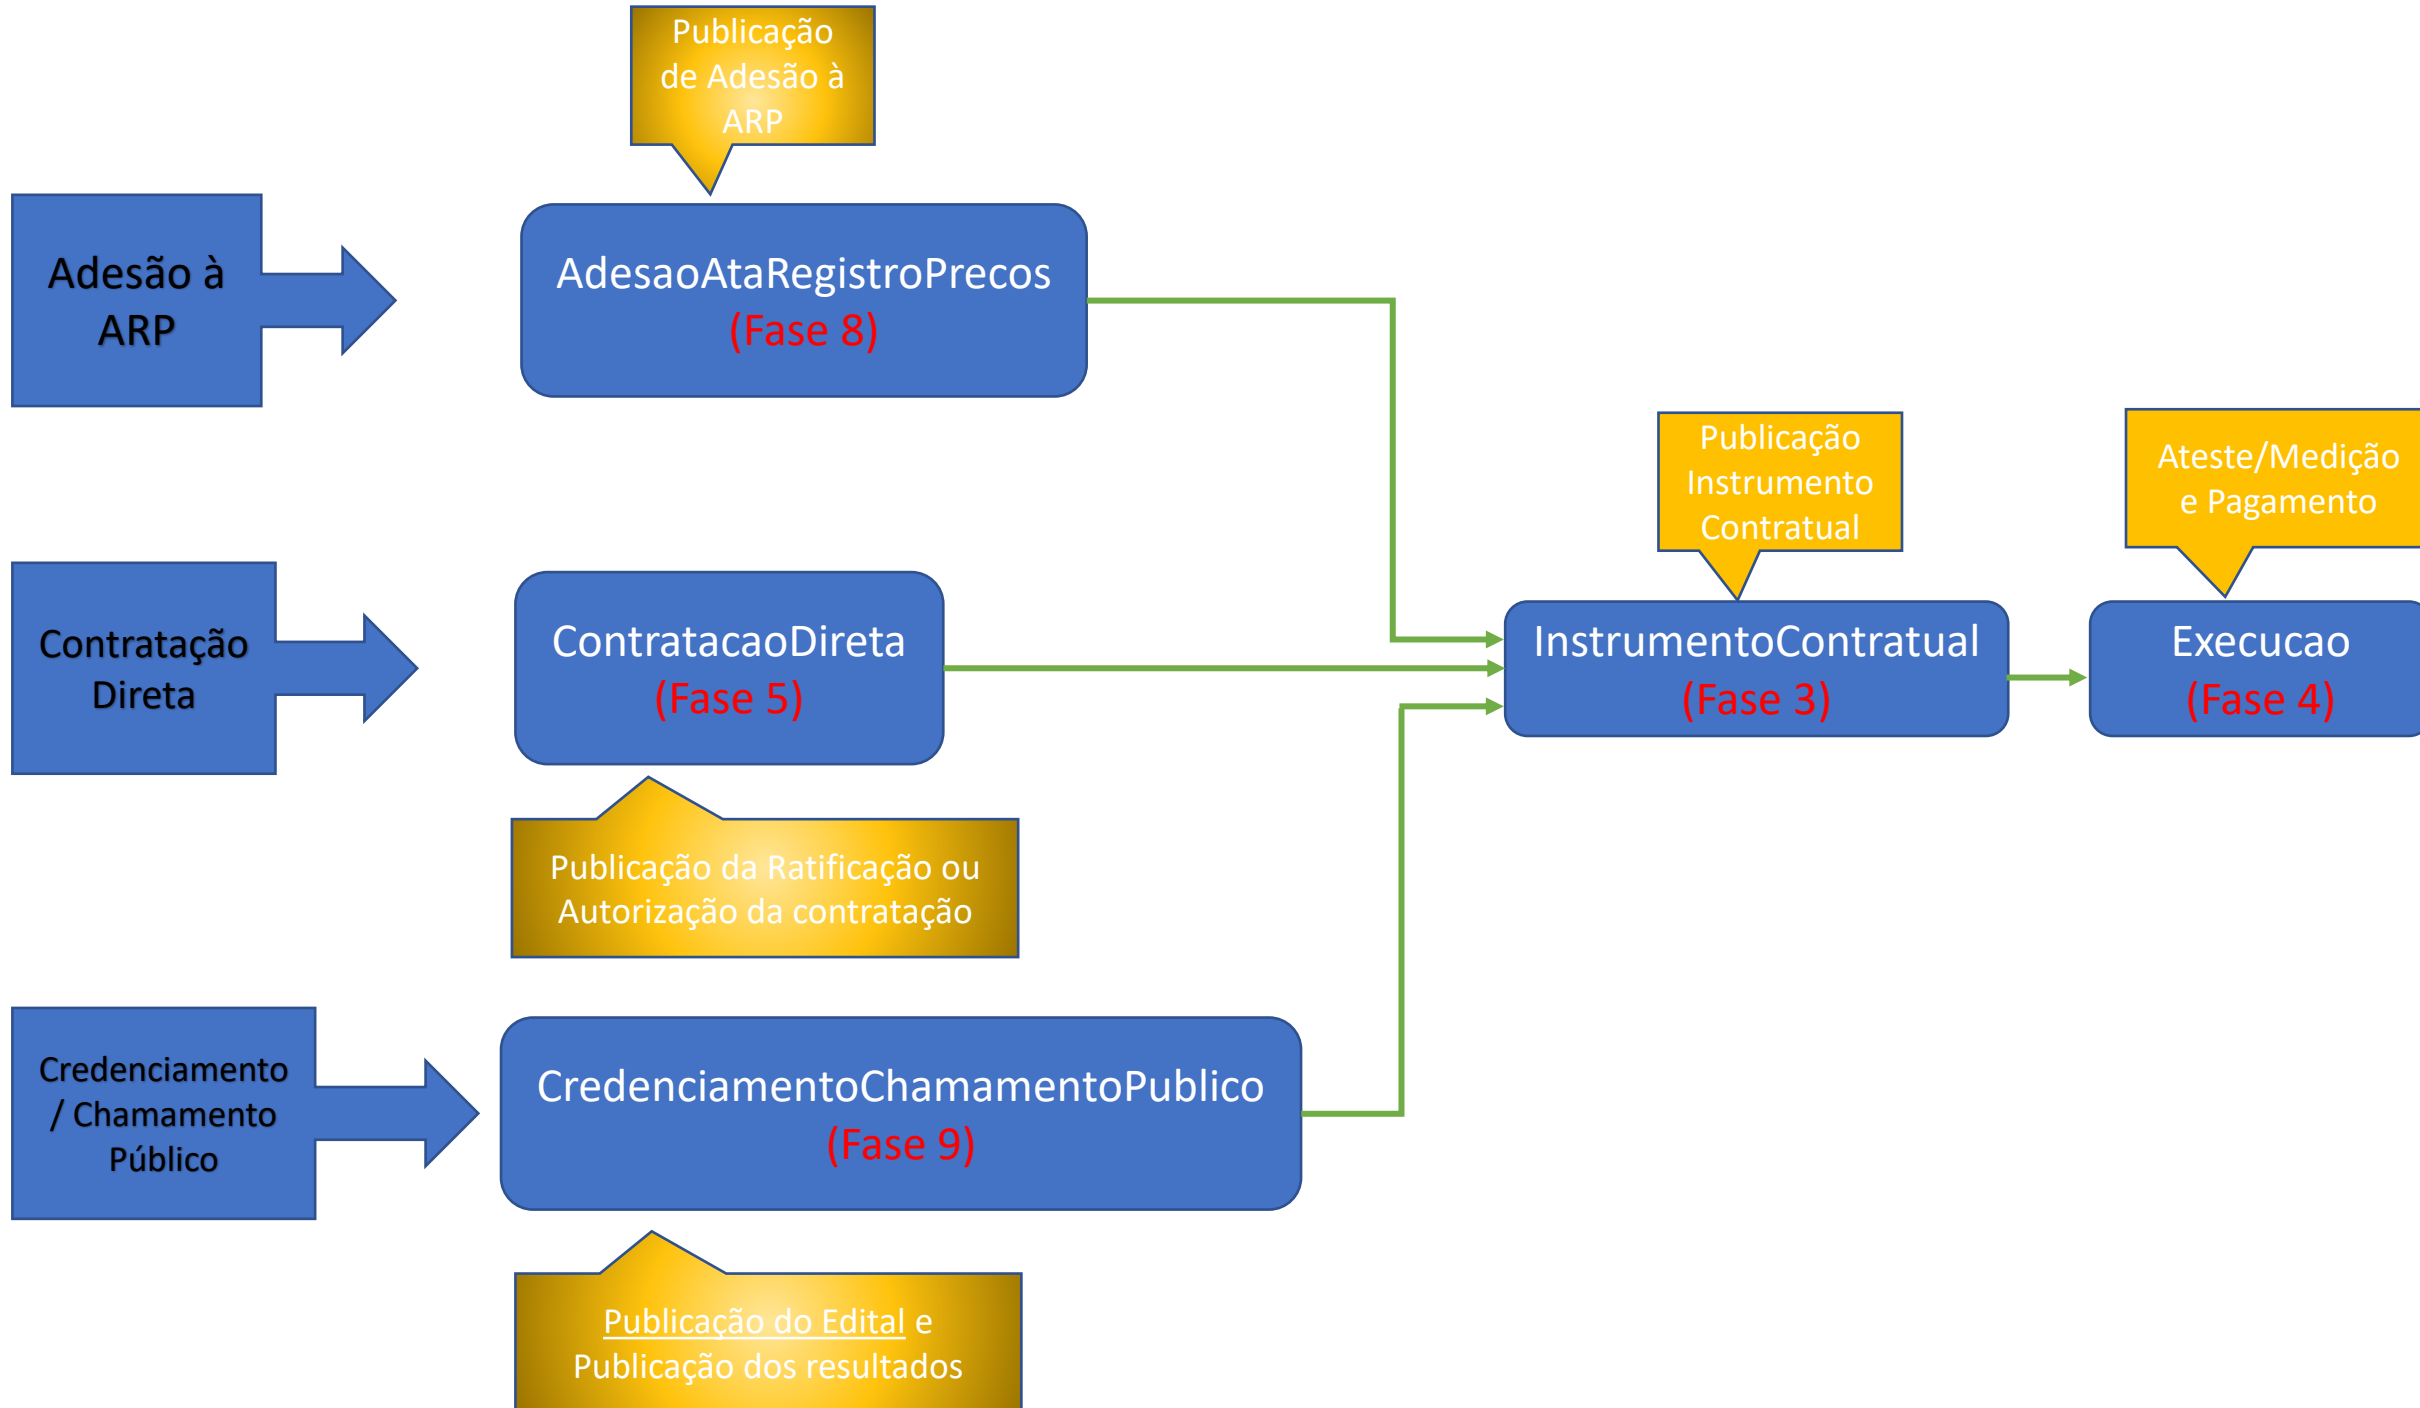 Publicação
de Adesão à
ARP
Adesão à
ARP
AdesaoAtaRegistroPrecos
(Fase 8)
Publicação
Instrumento
Contratual
Ateste/Medição
e Pagamento
Contratação
Direta
ContratacaoDireta
(Fase 5)
InstrumentoContratual
(Fase 3)
Execucao
(Fase 4)
Publicação da Ratificação ou
Autorização da contratação
Credenciamento
/ Chamamento
Público
CredenciamentoChamamentoPublico
(Fase 9)
Publicação do Edital e
Publicação dos resultados